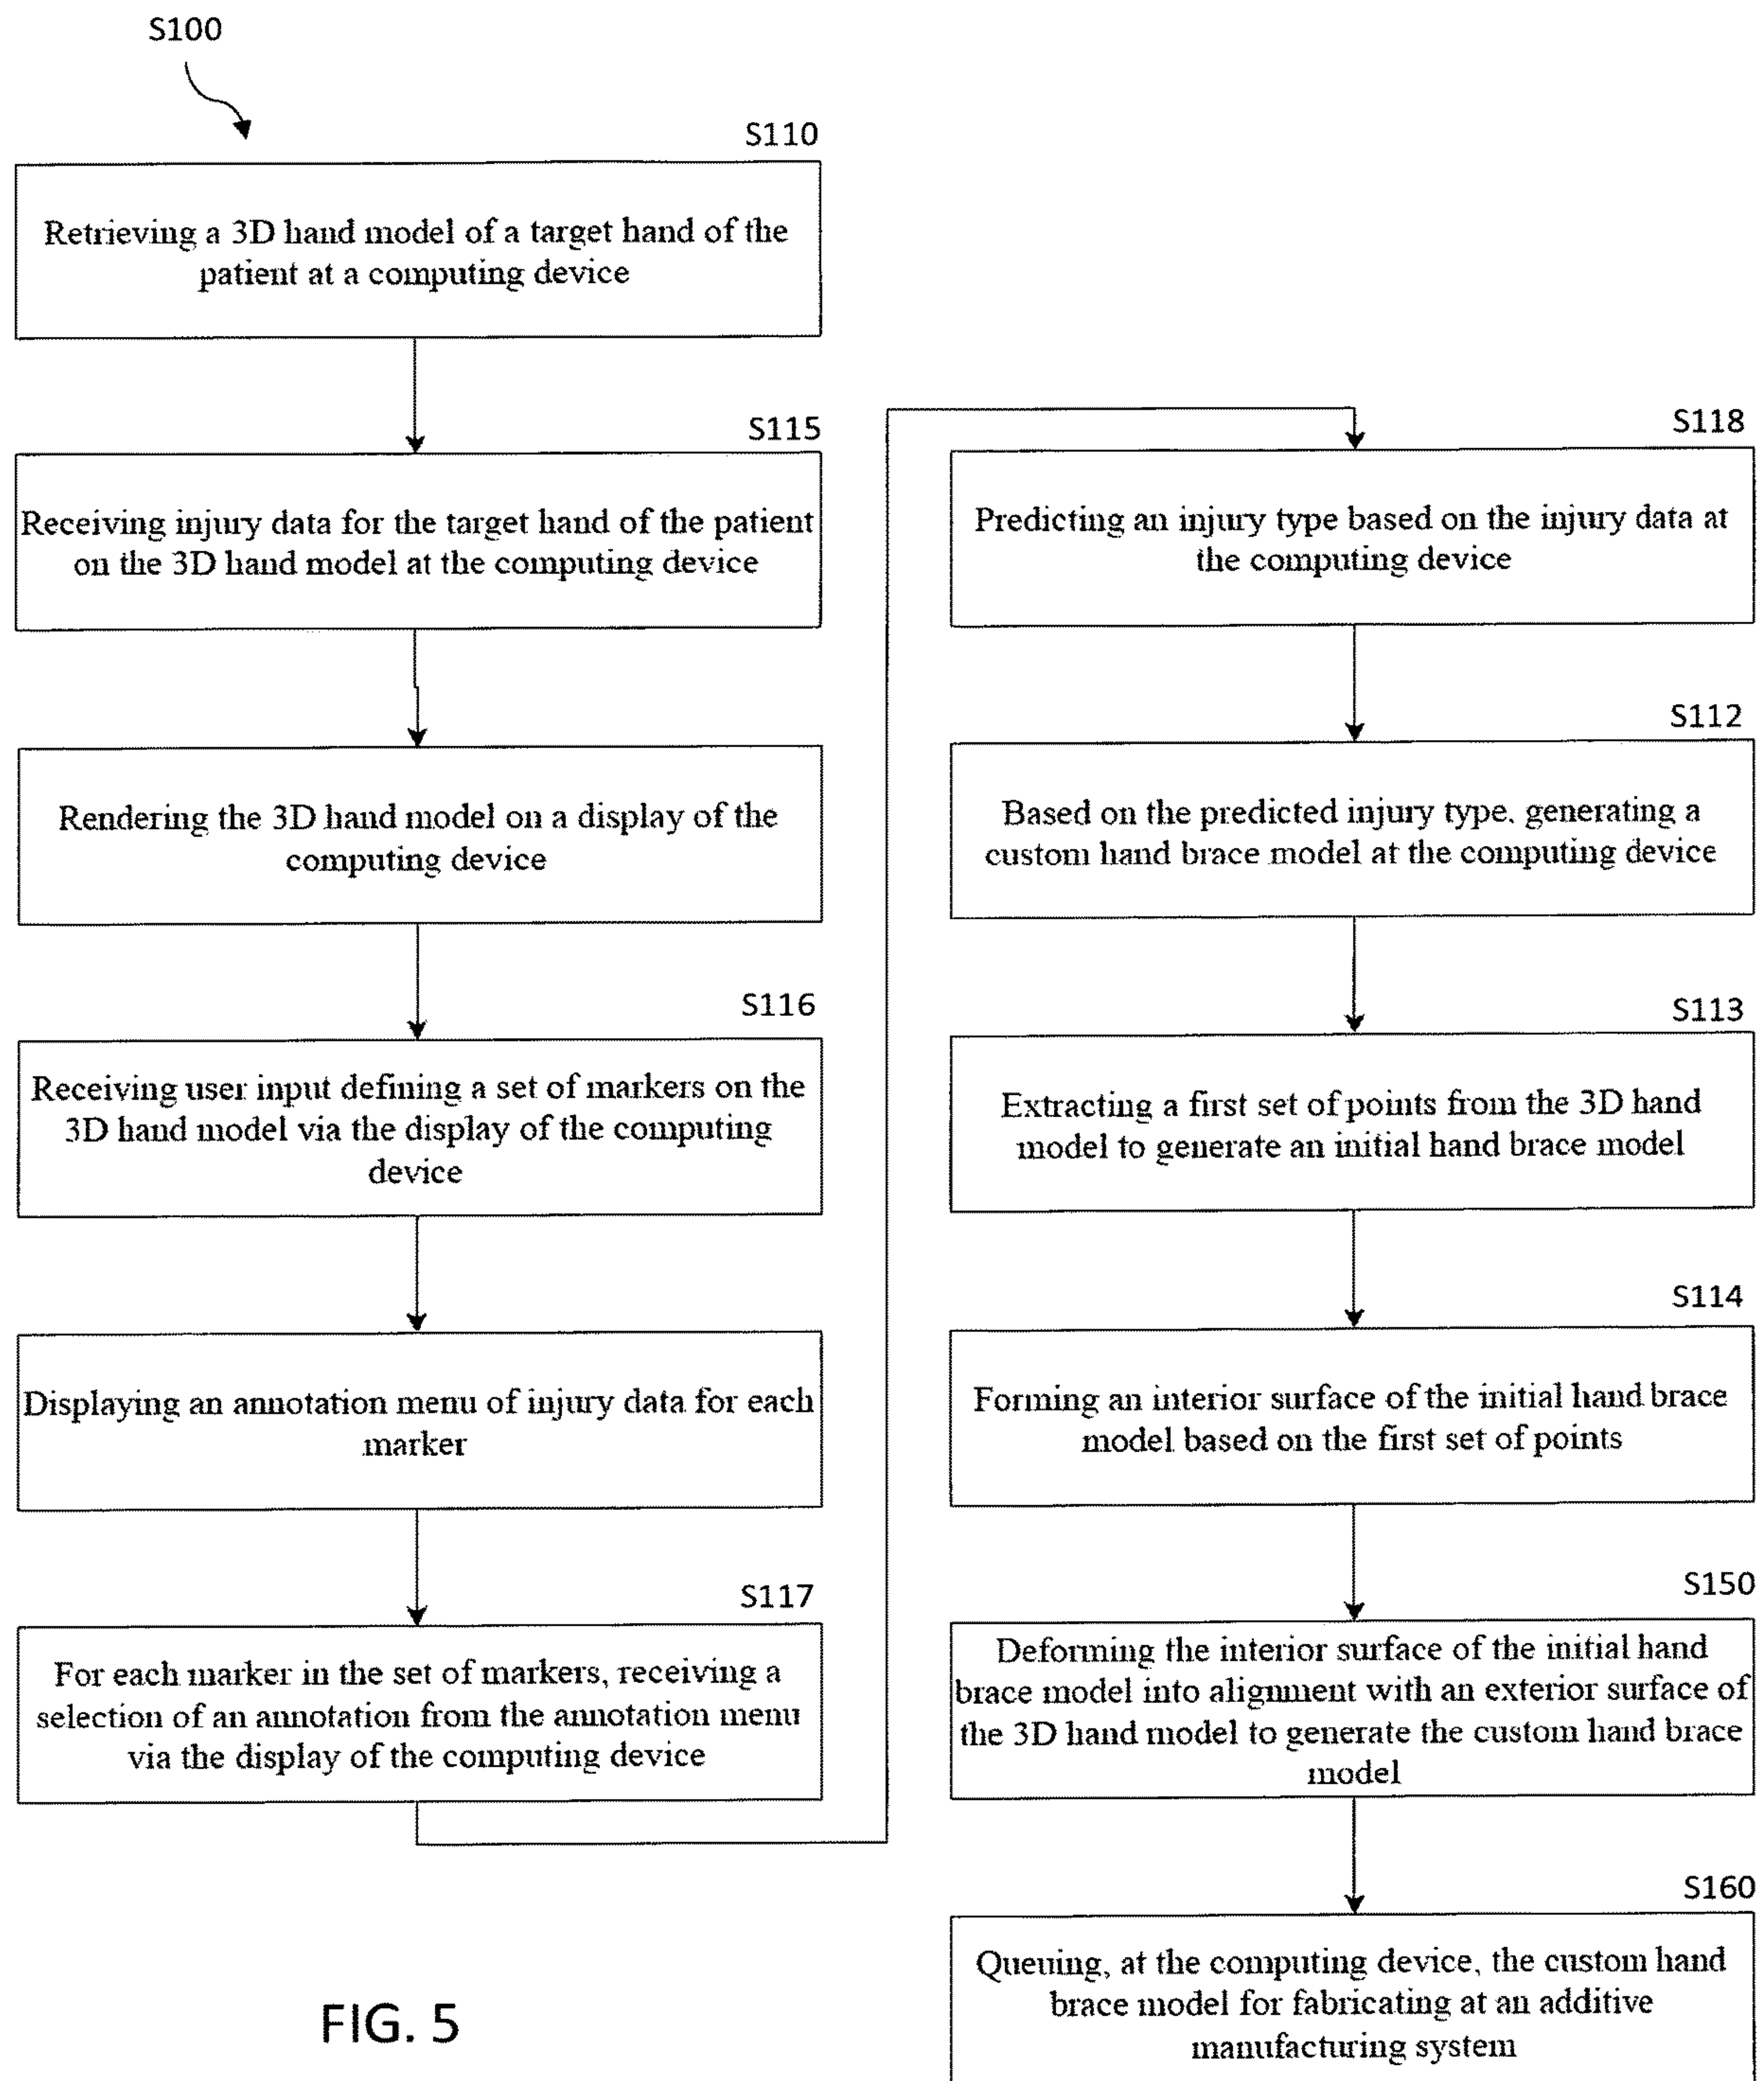 S100
S110
Retrieving a 3D hand model of a target hand of the
patient at a computing device
S115
Receiving injury data for the target hand of the patient
on the 3D hand model at the computing device
Rendering the 3D hand model on a display of the
computing device
S116
Receiving user input defining a set of markers on the
3D hand model via the display of the computing
device
Displaying an annotation menu of injury data for each
marker
S117
For each marker in the set of markers, receiving a
selection of an annotation from the annotation menu
via the display of the computing device
S118
Predicting an injury type based on the injury data at
the computing device
S112
Based on the predicted injury type, generating a
custom hand brace model at the computing device
S113
Extracting a first set of points from the 3D hand
model to generate an initial hand brace model
S114
Forming an interior surface of the initial hand brace
model based on the first set of points
S150
Deforming the interior surface of the initial hand
brace model into alignment with an exterior surface of
the 3D hand model to generate the custom hand brace
model
S160
Queuing, at the computing device, the custom hand
brace model for fabricating at an additive
manufacturing system
FIG. 5